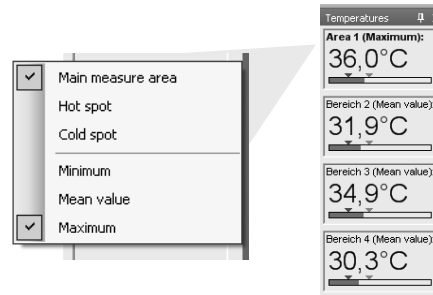 Main measure area
Hot spot
Cold spot
Minimum
Mean value
Maximum
Temperatures
Area 1 (Maximum):
36,0°C
Bereich 2 (Mean value):
31,9°C
Bereich 3 (Mean value):
34,9°C
Bereich 4 (Mean value):
30,3°C